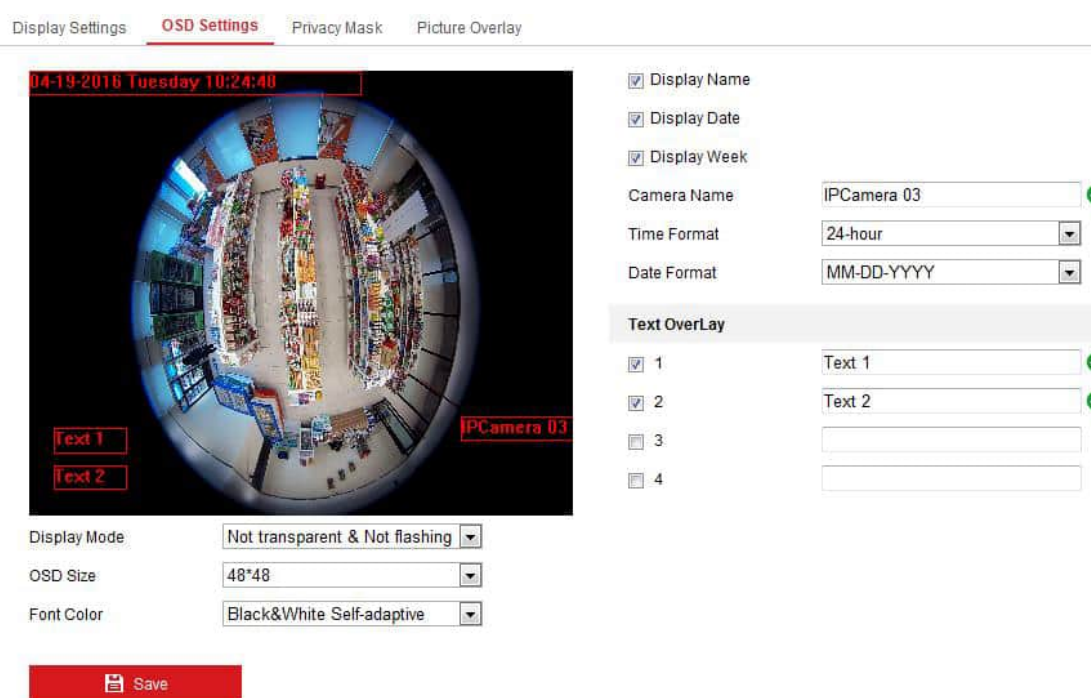 Display Settings OSD Settings Privacy Mask Picture Overlay
04-19-2016 Tuesday 10:24:48
IPCamera 03
Text 1
Text 2
Display Mode Not transparent & Not flashing
OSD Size 48*48
Font Color Black&White Self-adaptive
Save
Display Name
Display Date
Display Week
Camera Name IPCamera 03
Time Format 24-hour
Date Format MM-DD-YYYY
Text OverLay
1 Text 1
2 Text 2
3
4